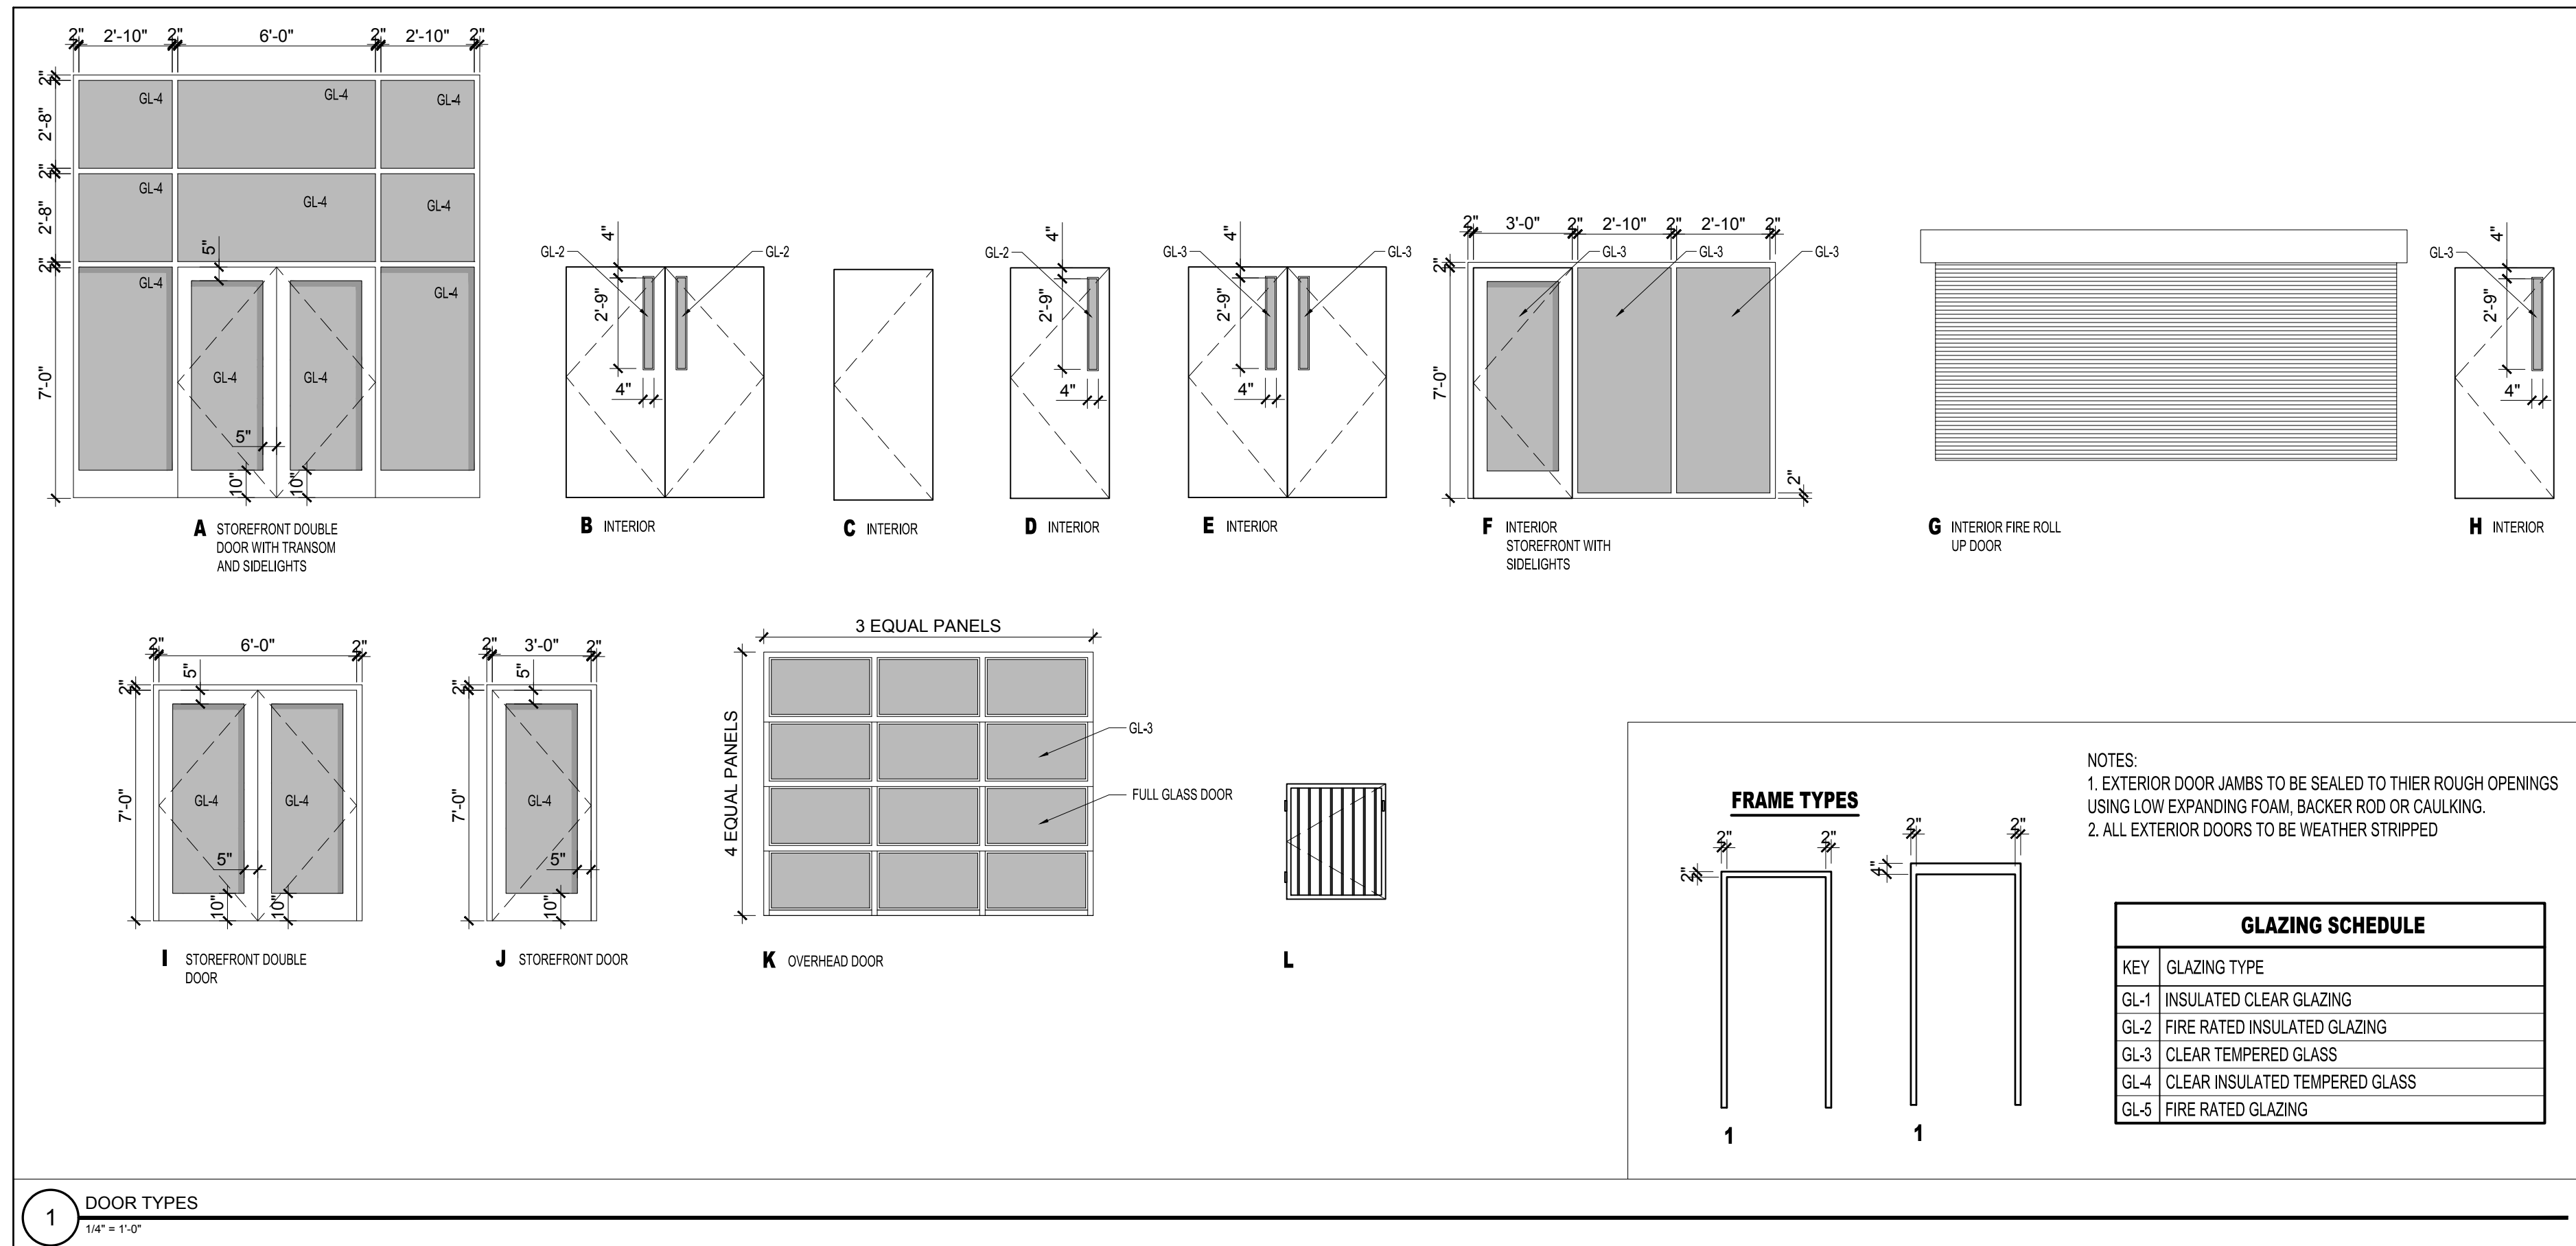 2" 2'-10" 2" 6'-0" 2" 2'-10" 2"
2"
2'-8"
2"
2'-8"
2"
7'-0"
GL-4 GL-4 GL-4
GL-4 GL-4 GL-4
5"
GL-4 GL-4
GL-4 GL-4
5"
10" 10"
A STOREFRONT DOUBLE
DOOR WITH TRANSOM
AND SIDELIGHTS
4"
GL-2 GL-2
2'-9"
4"
B INTERIOR
C INTERIOR
4"
GL-2
2'-9"
4"
D INTERIOR
4"
GL-3 GL-3
2'-9"
4"
E INTERIOR
2" 3'-0" 2" 2'-10" 2" 2'-10" 2"
GL-3 GL-3 GL-3
2"
7'-0"
2"
F INTERIOR
STOREFRONT WITH
SIDELIGHTS
G INTERIOR FIRE ROLL
UP DOOR
4"
GL-3
2'-9"
4"
H INTERIOR
2" 6'-0" 2"
5"
2"
7'-0"
GL-4 GL-4
5"
10" 10"
I STOREFRONT DOUBLE
DOOR
2" 3'-0" 2"
5"
2"
7'-0"
GL-4
5"
10"
J STOREFRONT DOOR
3 EQUAL PANELS
4 EQUAL PANELS
GL-3
FULL GLASS DOOR
K OVERHEAD DOOR
L
FRAME TYPES
2" 2"
2"
1
2" 2"
4"
1
NOTES:
1. EXTERIOR DOOR JAMBS TO BE SEALED TO THIER ROUGH OPENINGS
USING LOW EXPANDING FOAM, BACKER ROD OR CAULKING.
2. ALL EXTERIOR DOORS TO BE WEATHER STRIPPED
GLAZING SCHEDULE
KEY GLAZING TYPE
GL-1 INSULATED CLEAR GLAZING
GL-2 FIRE RATED INSULATED GLAZING
GL-3 CLEAR TEMPERED GLASS
GL-4 CLEAR INSULATED TEMPERED GLASS
GL-5 FIRE RATED GLAZING
1 DOOR TYPES
1/4" = 1'-0"